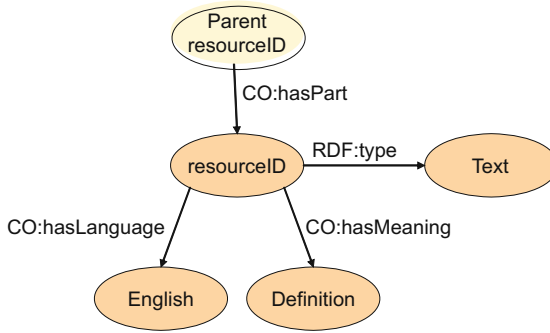 Parent
resourceID
CO:hasPart
resourceID
RDF:type
Text
CO:hasLanguage
CO:hasMeaning
English
Definition